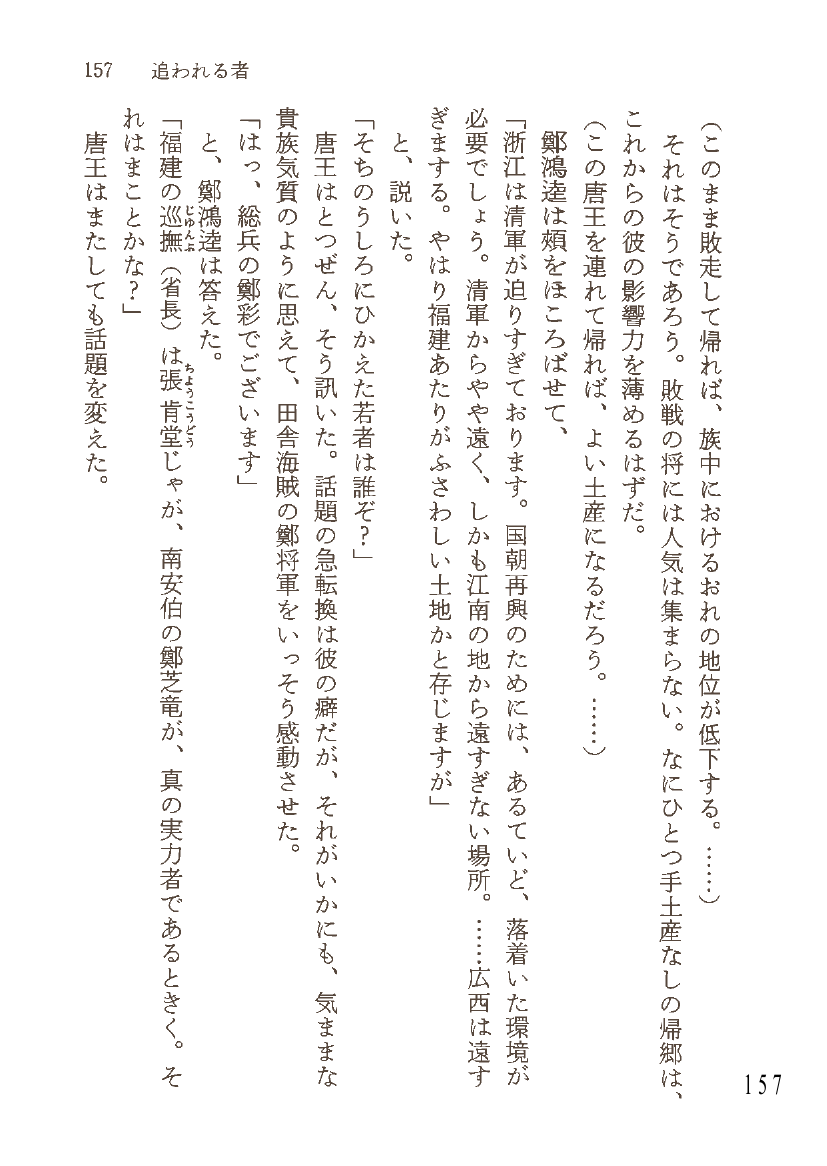 157　追われる者
（このまま敗走して帰れば、族中におけるおれの地位が低下する。……）
それはそうであろう。敗戦の将には人気は集まらない。なにひとつ手土産なしの帰郷は、
これからの彼の影響力を薄めるはずだ。
（この唐王を連れて帰れば、よい土産になるだろう。……）
鄭鴻逵は頬をほころばせて、
「浙江は清軍が迫りすぎております。国朝再興のためには、あるていど、落着いた環境が
必要でしょう。清軍からやや遠く、しかも江南の地から遠すぎない場所。……広西は遠す
ぎまする。やはり福建あたりがふさわしい土地かと存じますが」
と、説いた。
「そちのうしろにひかえた若者は誰ぞ？」
唐王はとつぜん、そう訊いた。話題の急転換は彼の癖だが、それがいかにも、気ままな
貴族気質のように思えて、田舎海賊の鄭将軍をいっそう感動させた。
「はっ、総兵の鄭彩でございます」
と、鄭鴻逵は答えた。
「福建の巡撫（省長）は張肯堂じゃが、南安伯の鄭芝竜が、真の実力者であるときく。そ
じゅんぶ
ちょうこうどう
れはまことかな？」
唐王はまたしても話題を変えた。
157